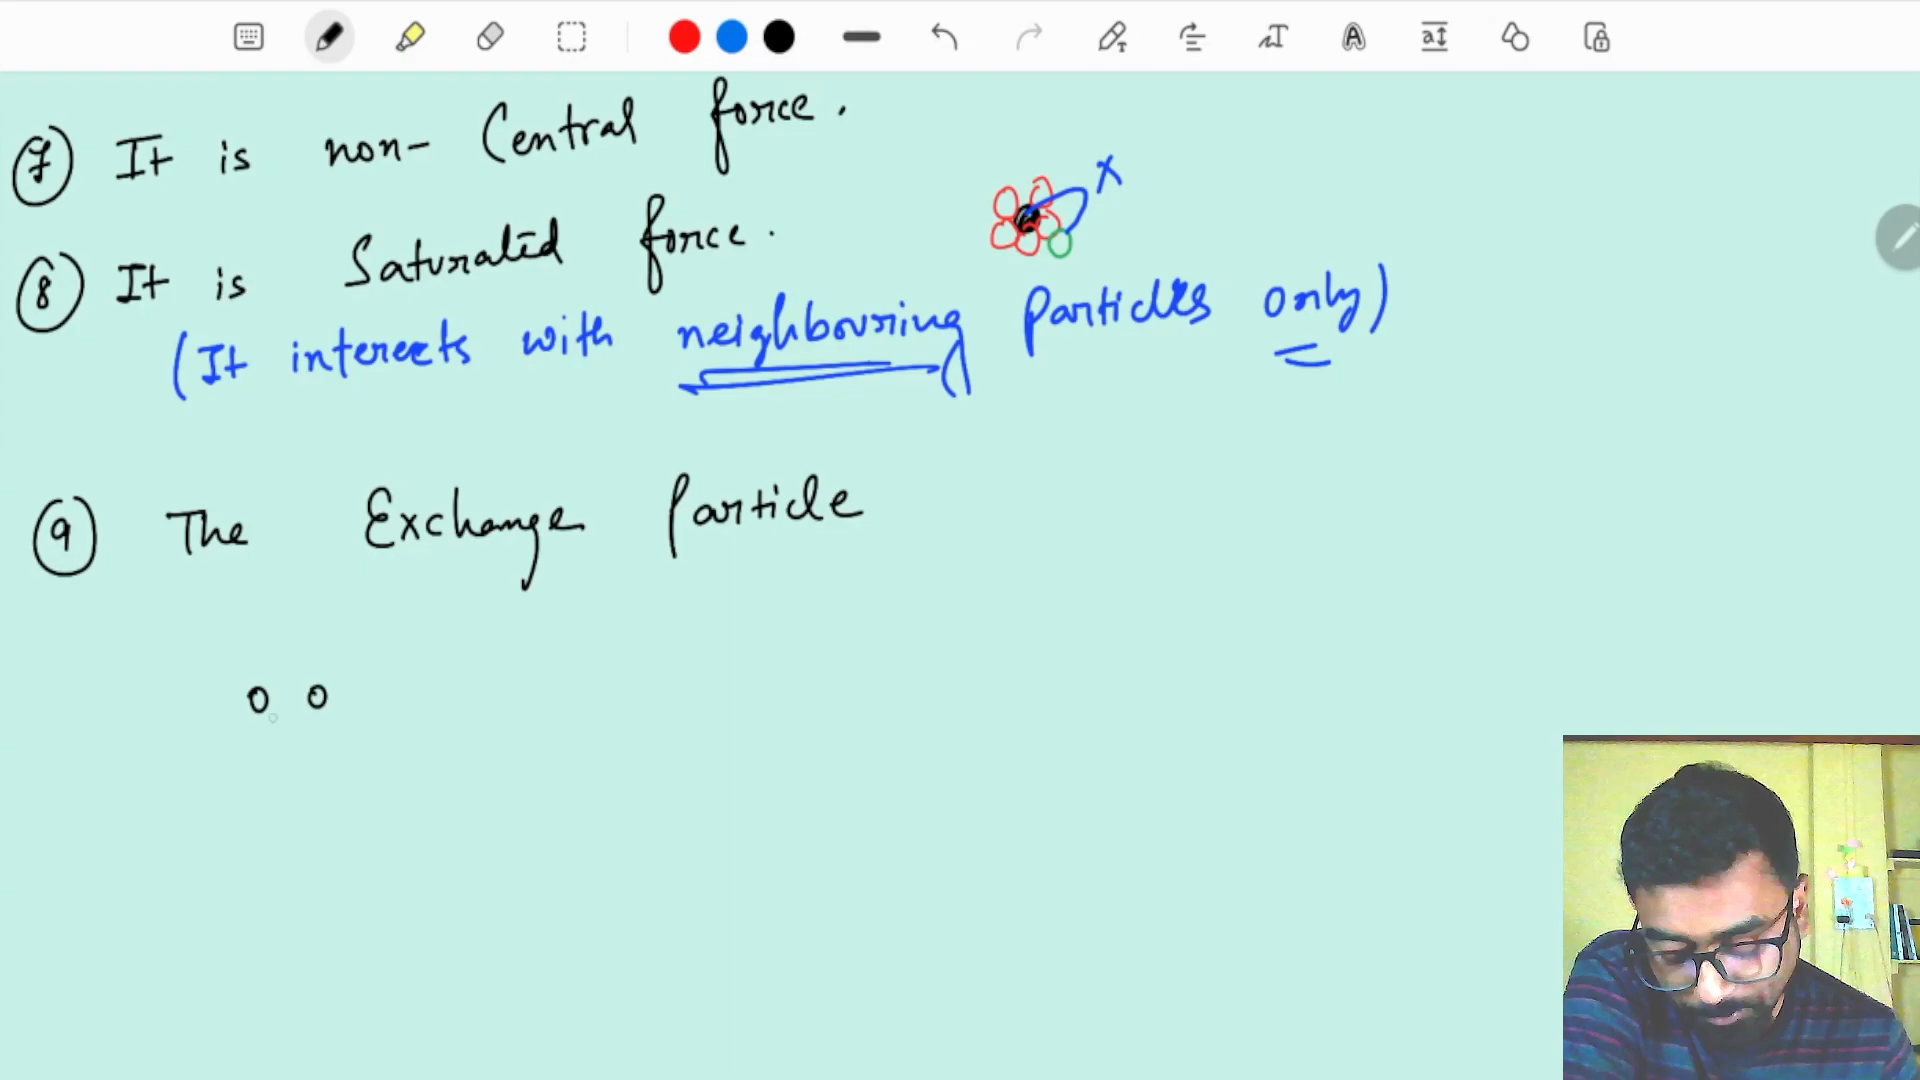 ⑦ It is non-Central force.
⑧ It is Saturated force.
x
(It interects with neighbouring particles only)
⑨ The Exchange Particle